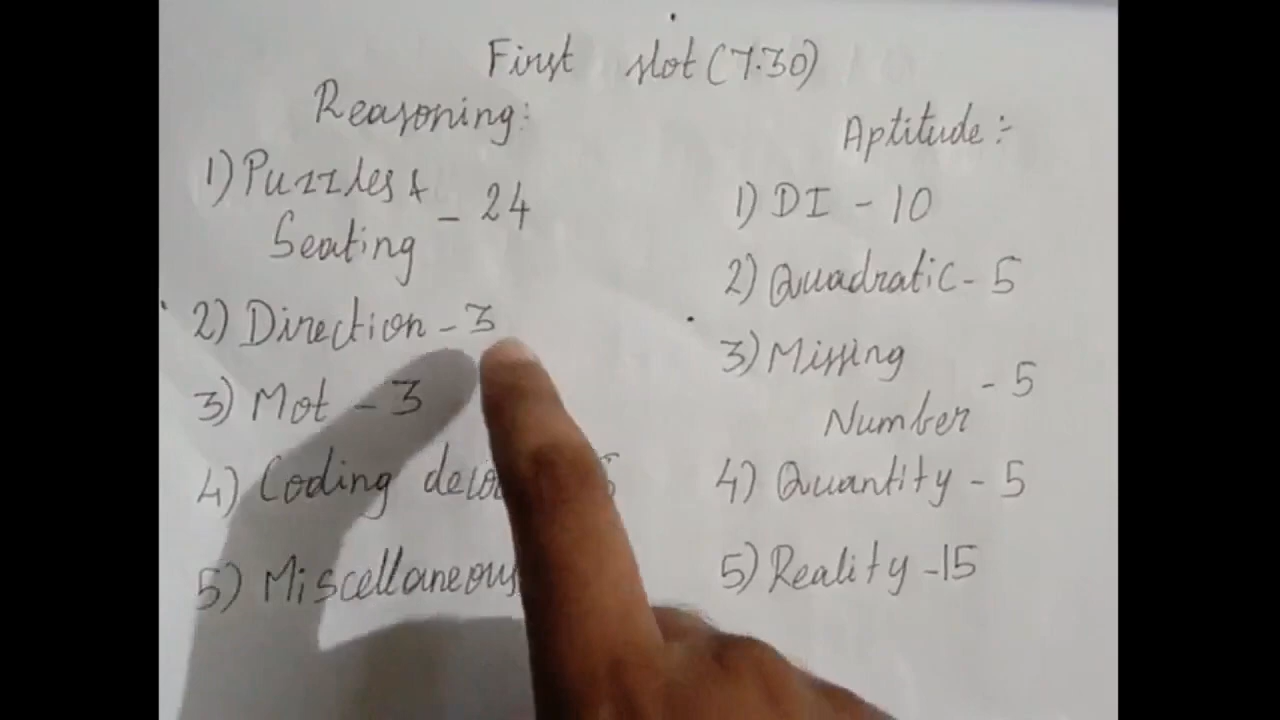 First slot (7.30)
Reasoning:
1) Puzzles &
Seating - 24
2) Direction - 3
3) Mot - 3
4) Coding
5) Miscellaneous
Aptitude :-
1) DI - 10
2) Quadratic - 5
3) Missing
Number - 5
4) Quantity - 5
5) Reality - 15